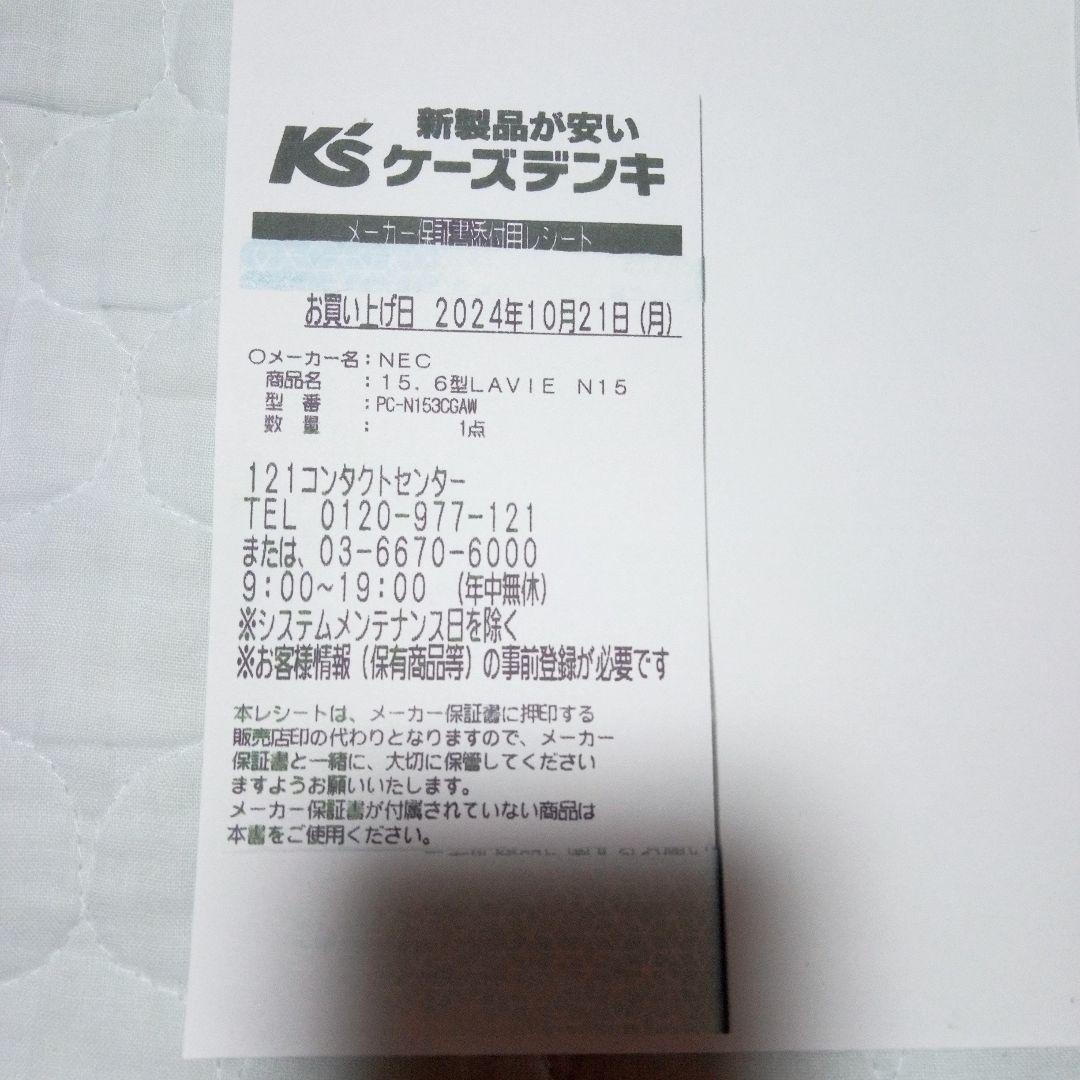 新製品が安い
K'S ケーズデンキ
メーカー保証書添付用レシート
お買い上げ日 2024年10月21日(月)
○メーカー名：NEC
商品名 ：15.6型LAVIE N15
型 番 ：PC-N153CGAW
数 量 ： 1点
121コンタクトセンター
TEL 0120-977-121
または、03-6670-6000
9:00~19:00 (年中無休)
※システムメンテナンス日を除く
※お客様情報(保有商品等)の事前登録が必要です
本レシートは、メーカー保証書に押印する
販売店印の代わりとなりますので、メーカー
保証書と一緒に、大切に保管してください
ますようお願いいたします。
メーカー保証書が付属されていない商品は
本書をご使用ください。